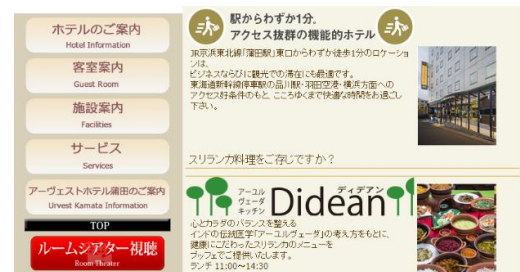 ホテルのご案内
Hotel Information
客室案内
Guest Room
施設案内
Facilities
サービス
Services
アーヴェストホテル蒲田のご案内
Urvest Kamata Information
TOP
ルームシアター視聴
Room Theater
駅からわずか1分。
アクセス抜群の機能的ホテル
JR京浜東北線「蒲田駅」東口からわずか徒歩1分のロケーショ
ンは、
ビジネスならびに観光での滞在にも最適です。
東海道新幹線停車駅の品川駅・羽田空港・横浜方面への
アクセス好条件のもと、こころゆくまで快適な時間をお過ごし
下さい。
スリランカ料理をご存じですか？
アーユル
ヴェーダ
キッチン
ディデアン
Didean
心とカラダのバランスを整える
インドの伝統医学「アーユルヴェーダ」の考え方をもとに、
健康にこだわったスリランカのメニューを
ブッフェでご提供いたします。
ランチ 11:00～14:30